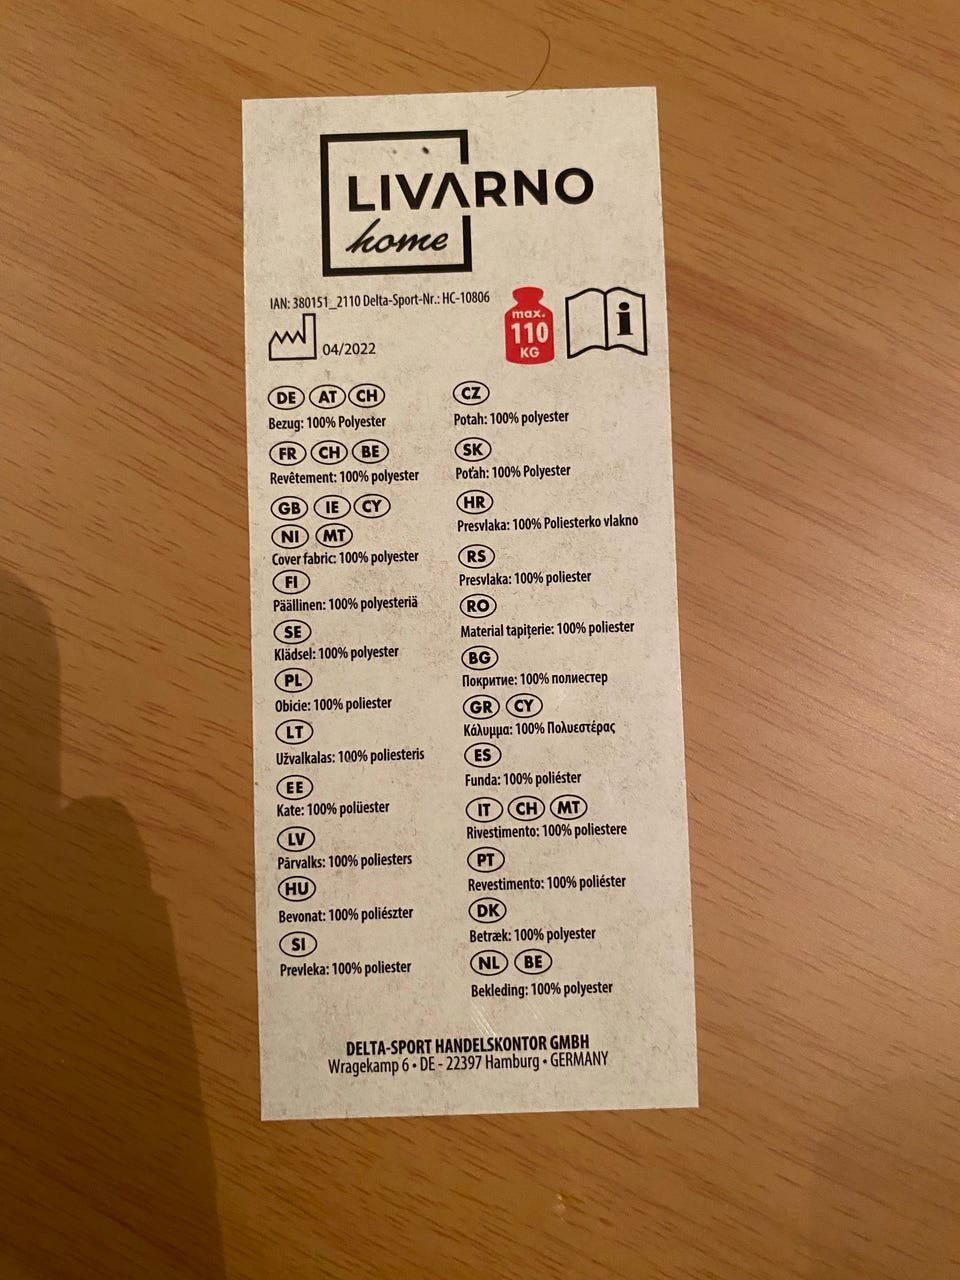 LIVARNO
home
IAN: 380151_2110 Delta-Sport-Nr.: HC-10806
04/2022
max.
110
KG
i
DE AT CH
Bezug: 100% Polyester
FR CH BE
Revêtement: 100% polyester
GB IE CY
NI MT
Cover fabric: 100% polyester
FI
Päällinen: 100% polyesteriä
SE
Klädsel: 100% polyester
PL
Obicie: 100% poliester
LT
Užvalkalas: 100% poliesteris
EE
Kate: 100% polüester
LV
Pārvalks: 100% poliesters
HU
Bevonat: 100% poliészter
SI
Prevleka: 100% poliester
CZ
Potah: 100% polyester
SK
Poťah: 100% Polyester
HR
Presvlaka: 100% Poliesterko vlakno
RS
Presvlaka: 100% poliester
RO
Material tapițerie: 100% poliester
BG
Покритие: 100% полиестер
GR CY
Κάλυμμα: 100% Πολυεστέρας
ES
Funda: 100% poliéster
IT CH MT
Rivestimento: 100% poliestere
PT
Revestimento: 100% poliéster
DK
Betræk: 100% polyester
NL BE
Bekleding: 100% polyester
DELTA-SPORT HANDELSKONTOR GMBH
Wragekamp 6 • DE - 22397 Hamburg • GERMANY